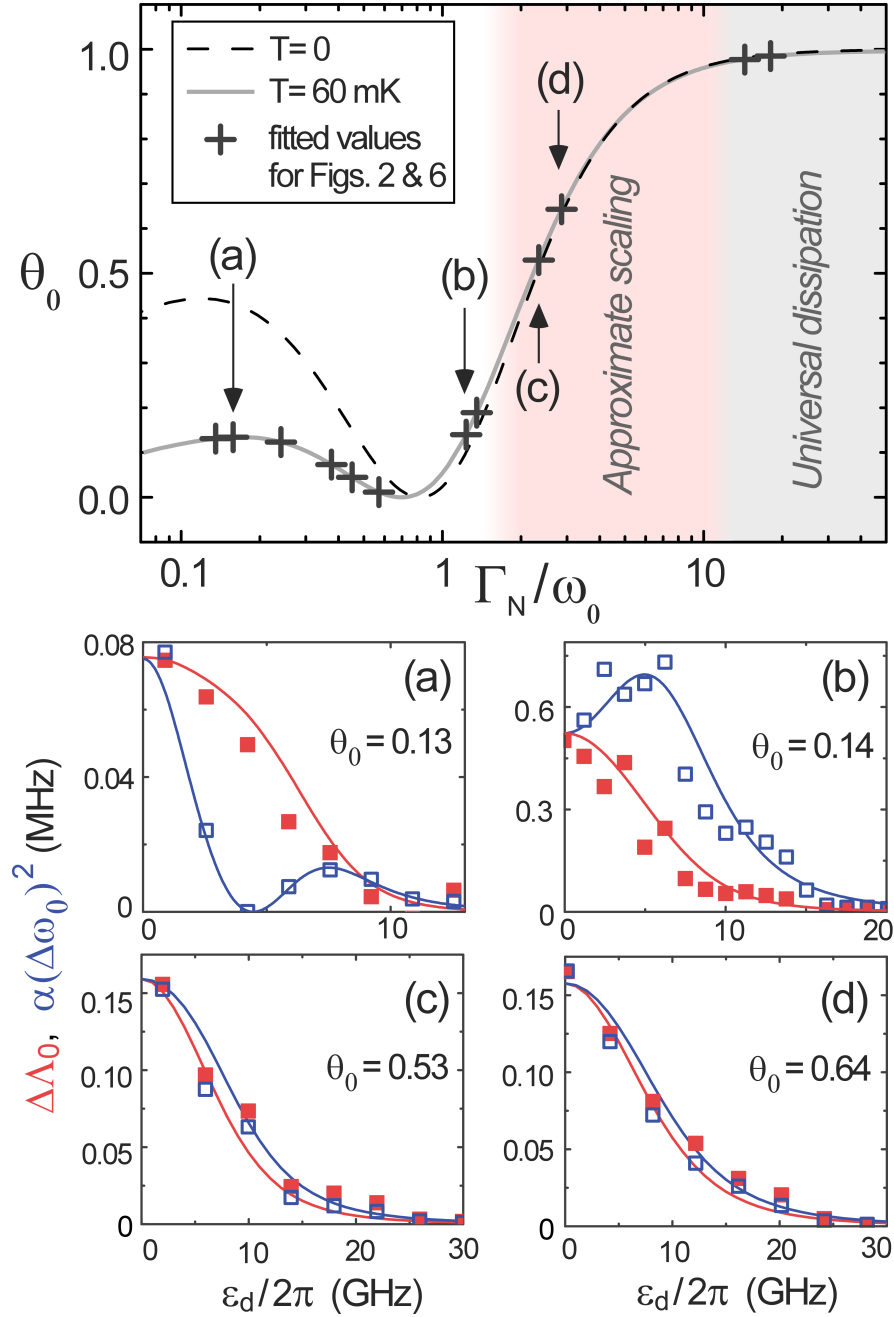 T= 0
T= 60 mK
fitted values
for Figs. 2 & 6
1.0
0.5
0.0
θ₀
(a)
(b)
(c)
(d)
Approximate scaling
Universal dissipation
0.1
1
10
Γ_N/ω₀
ΔΛ₀, α(Δω₀)² (MHz)
0.08
0.04
0
(a)
θ₀ = 0.13
0
10
0.6
0.3
0
(b)
θ₀ = 0.14
0
10
20
0.15
0.10
0.05
0
(c)
θ₀ = 0.53
0
10
20
30
0.15
0.10
0.05
0
(d)
θ₀ = 0.64
0
10
20
30
ε_d/2π (GHz)
ε_d/2π (GHz)